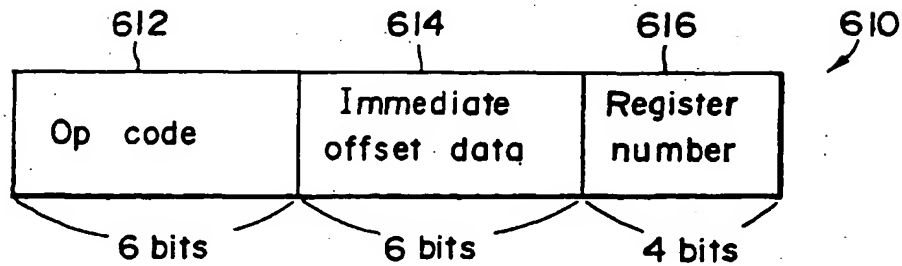 612 614 616 610
Op code Immediate offset data Register number
6 bits 6 bits 4 bits